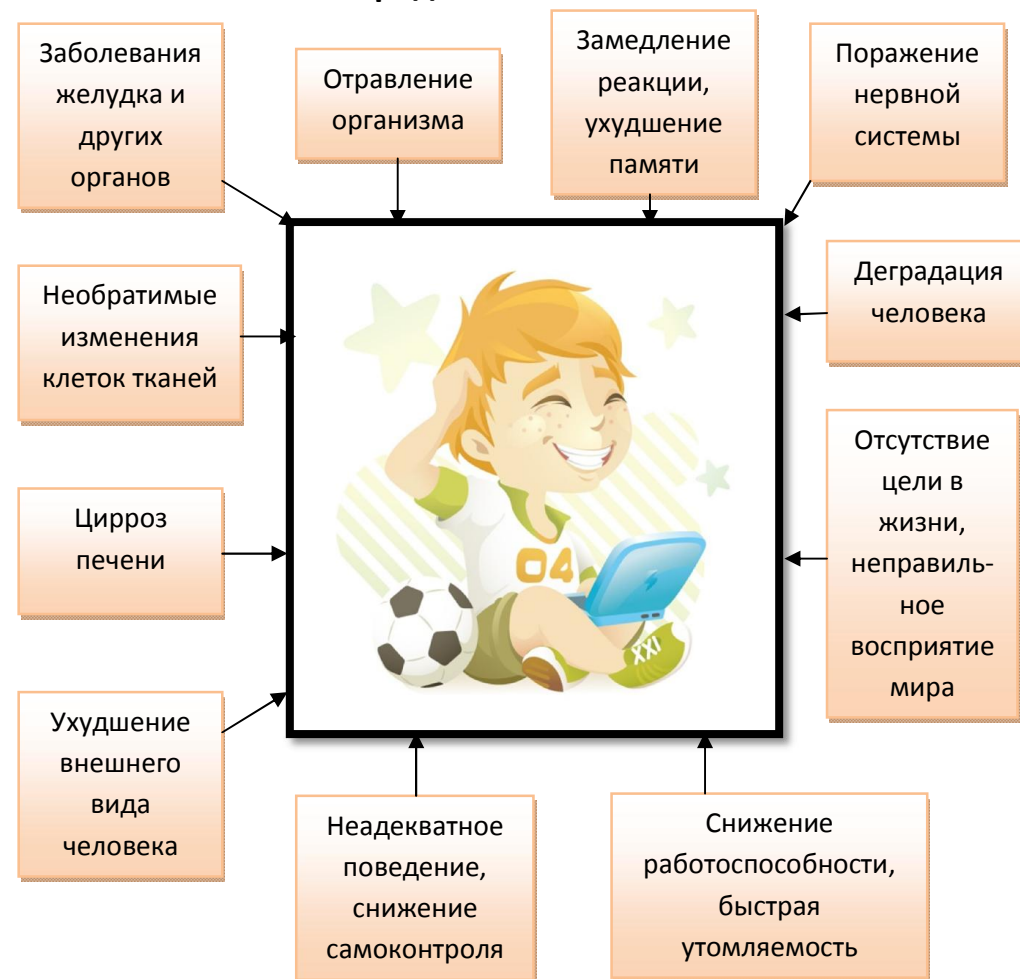 Заболевания
желудка и
других
органов
Отравление
организма
Замедление
реакции,
ухудшение
памяти
Поражение
нервной
системы
Необратимые
изменения
клеток тканей
Деградация
человека
Цирроз
печени
Отсутствие
цели в
жизни,
неправиль-
ное
восприятие
мира
04
XXI
Ухудшение
внешнего
вида
человека
Неадекватное
поведение,
снижение
самоконтроля
Снижение
работоспособности,
быстрая
утомляемость